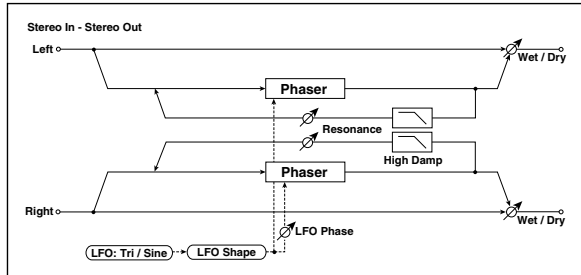 Stereo In - Stereo Out
Left
Wet / Dry
Phaser
Resonance
High Damp
Phaser
Right
Wet / Dry
LFO Phase
LFO: Tri / Sine
LFO Shape